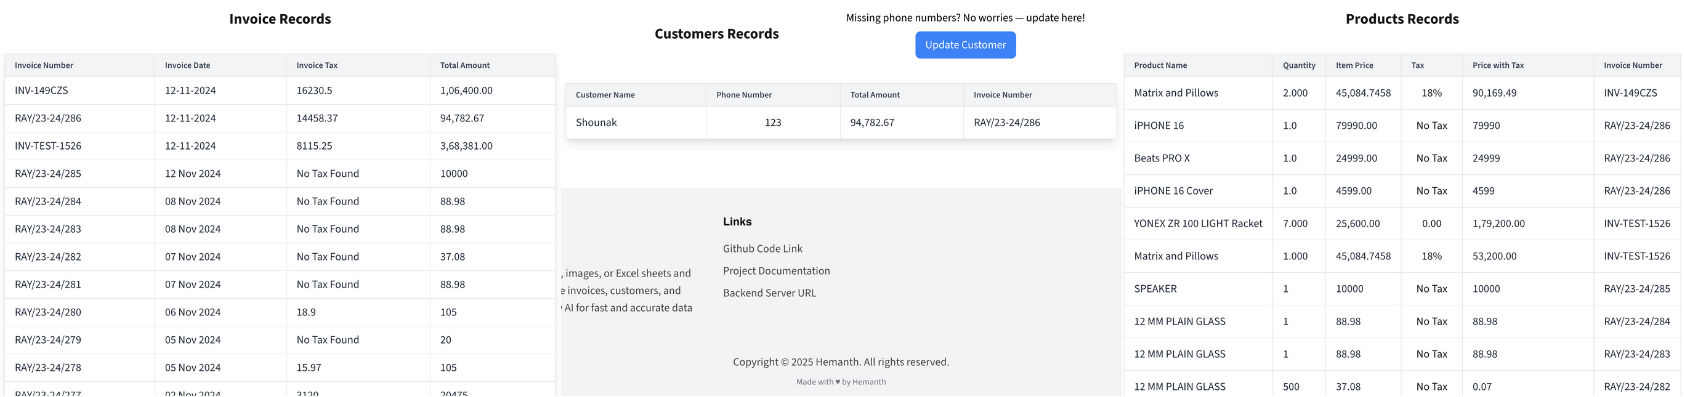 Invoice Records
Invoice Number Invoice Date Invoice Tax Total Amount
INV-149CZS 12-11-2024 16230.5 1,06,400.00
RAY/23-24/286 12-11-2024 14458.37 94,782.67
INV-TEST-1526 12-11-2024 8115.25 3,68,381.00
RAY/23-24/285 12 Nov 2024 No Tax Found 10000
RAY/23-24/284 08 Nov 2024 No Tax Found 88.98
RAY/23-24/283 08 Nov 2024 No Tax Found 88.98
RAY/23-24/282 07 Nov 2024 No Tax Found 37.08
RAY/23-24/281 07 Nov 2024 No Tax Found 88.98
RAY/23-24/280 06 Nov 2024 18.9 105
RAY/23-24/279 05 Nov 2024 No Tax Found 20
RAY/23-24/278 05 Nov 2024 15.97 105
RAY/23-24/277 02 Nov 2024 3120 20475
Customers Records
Missing phone numbers? No worries — update here!
Update Customer
Customer Name Phone Number Total Amount Invoice Number
Shounak 123 94,782.67 RAY/23-24/286
, images, or Excel sheets and
e invoices, customers, and
AI for fast and accurate data
Links
Github Code Link
Project Documentation
Backend Server URL
Copyright © 2025 Hemanth. All rights reserved.
Made with ♥ by Hemanth
Products Records
Product Name Quantity Item Price Tax Price with Tax Invoice Number
Matrix and Pillows 2.000 45,084.7458 18% 90,169.49 INV-149CZS
iPHONE 16 1.0 79990.00 No Tax 79990 RAY/23-24/286
Beats PRO X 1.0 24999.00 No Tax 24999 RAY/23-24/286
iPHONE 16 Cover 1.0 4599.00 No Tax 4599 RAY/23-24/286
YONEX ZR 100 LIGHT Racket 7.000 25,600.00 0.00 1,79,200.00 INV-TEST-1526
Matrix and Pillows 1.000 45,084.7458 18% 53,200.00 INV-TEST-1526
SPEAKER 1 10000 No Tax 10000 RAY/23-24/285
12 MM PLAIN GLASS 1 88.98 No Tax 88.98 RAY/23-24/284
12 MM PLAIN GLASS 1 88.98 No Tax 88.98 RAY/23-24/283
12 MM PLAIN GLASS 500 37.08 No Tax 0.07 RAY/23-24/282